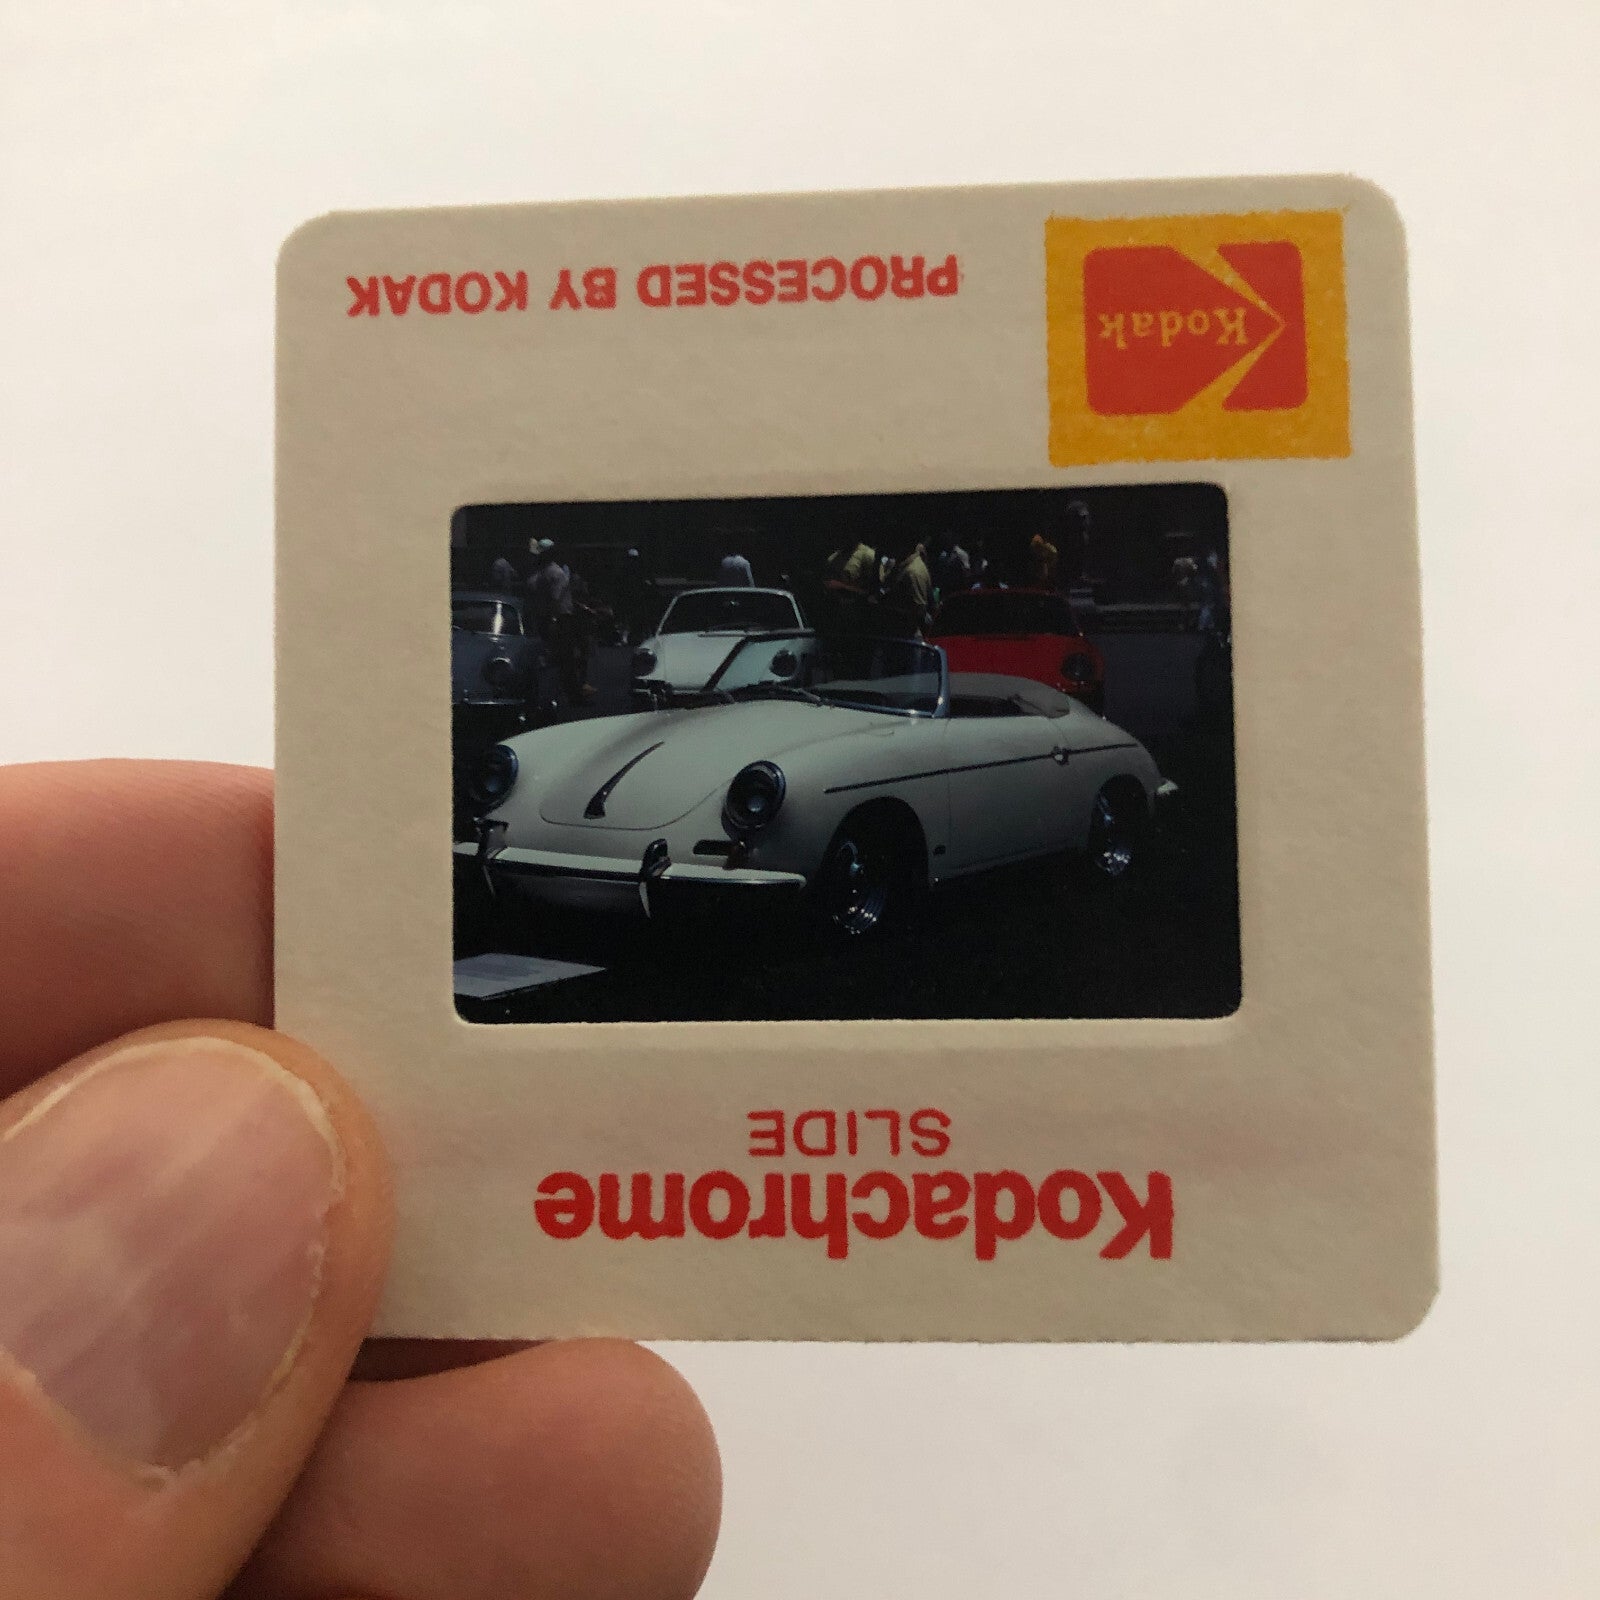 Kodachrome
SLIDE
Kodak
PROCESSED BY KODAK